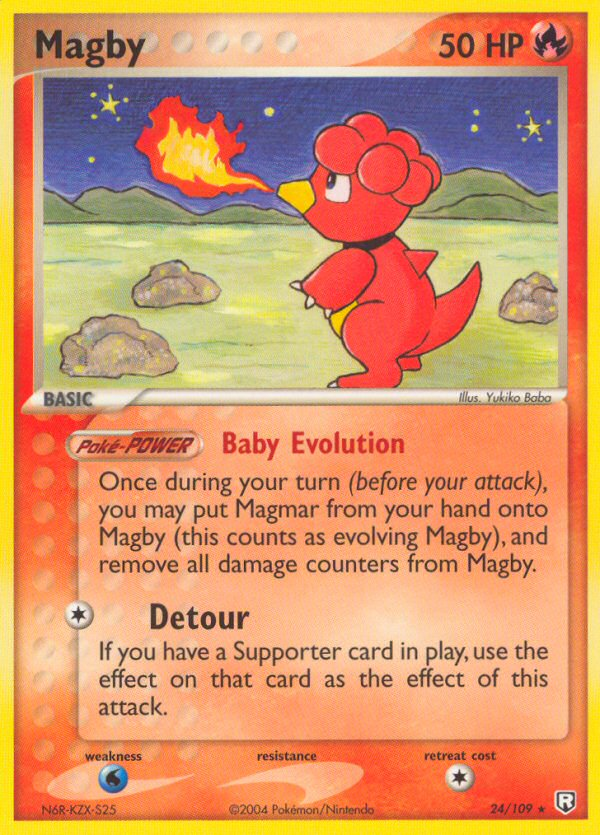 Magby
50 HP
BASIC
Illus. Yukiko Baba
Poké-POWER Baby Evolution
Once during your turn (before your attack),
you may put Magmar from your hand onto
Magby (this counts as evolving Magby), and
remove all damage counters from Magby.
Detour
If you have a Supporter card in play, use the
effect on that card as the effect of this
attack.
weakness resistance retreat cost
N6R-KZX-S25 ©2004 Pokémon/Nintendo 24/109 ★ R